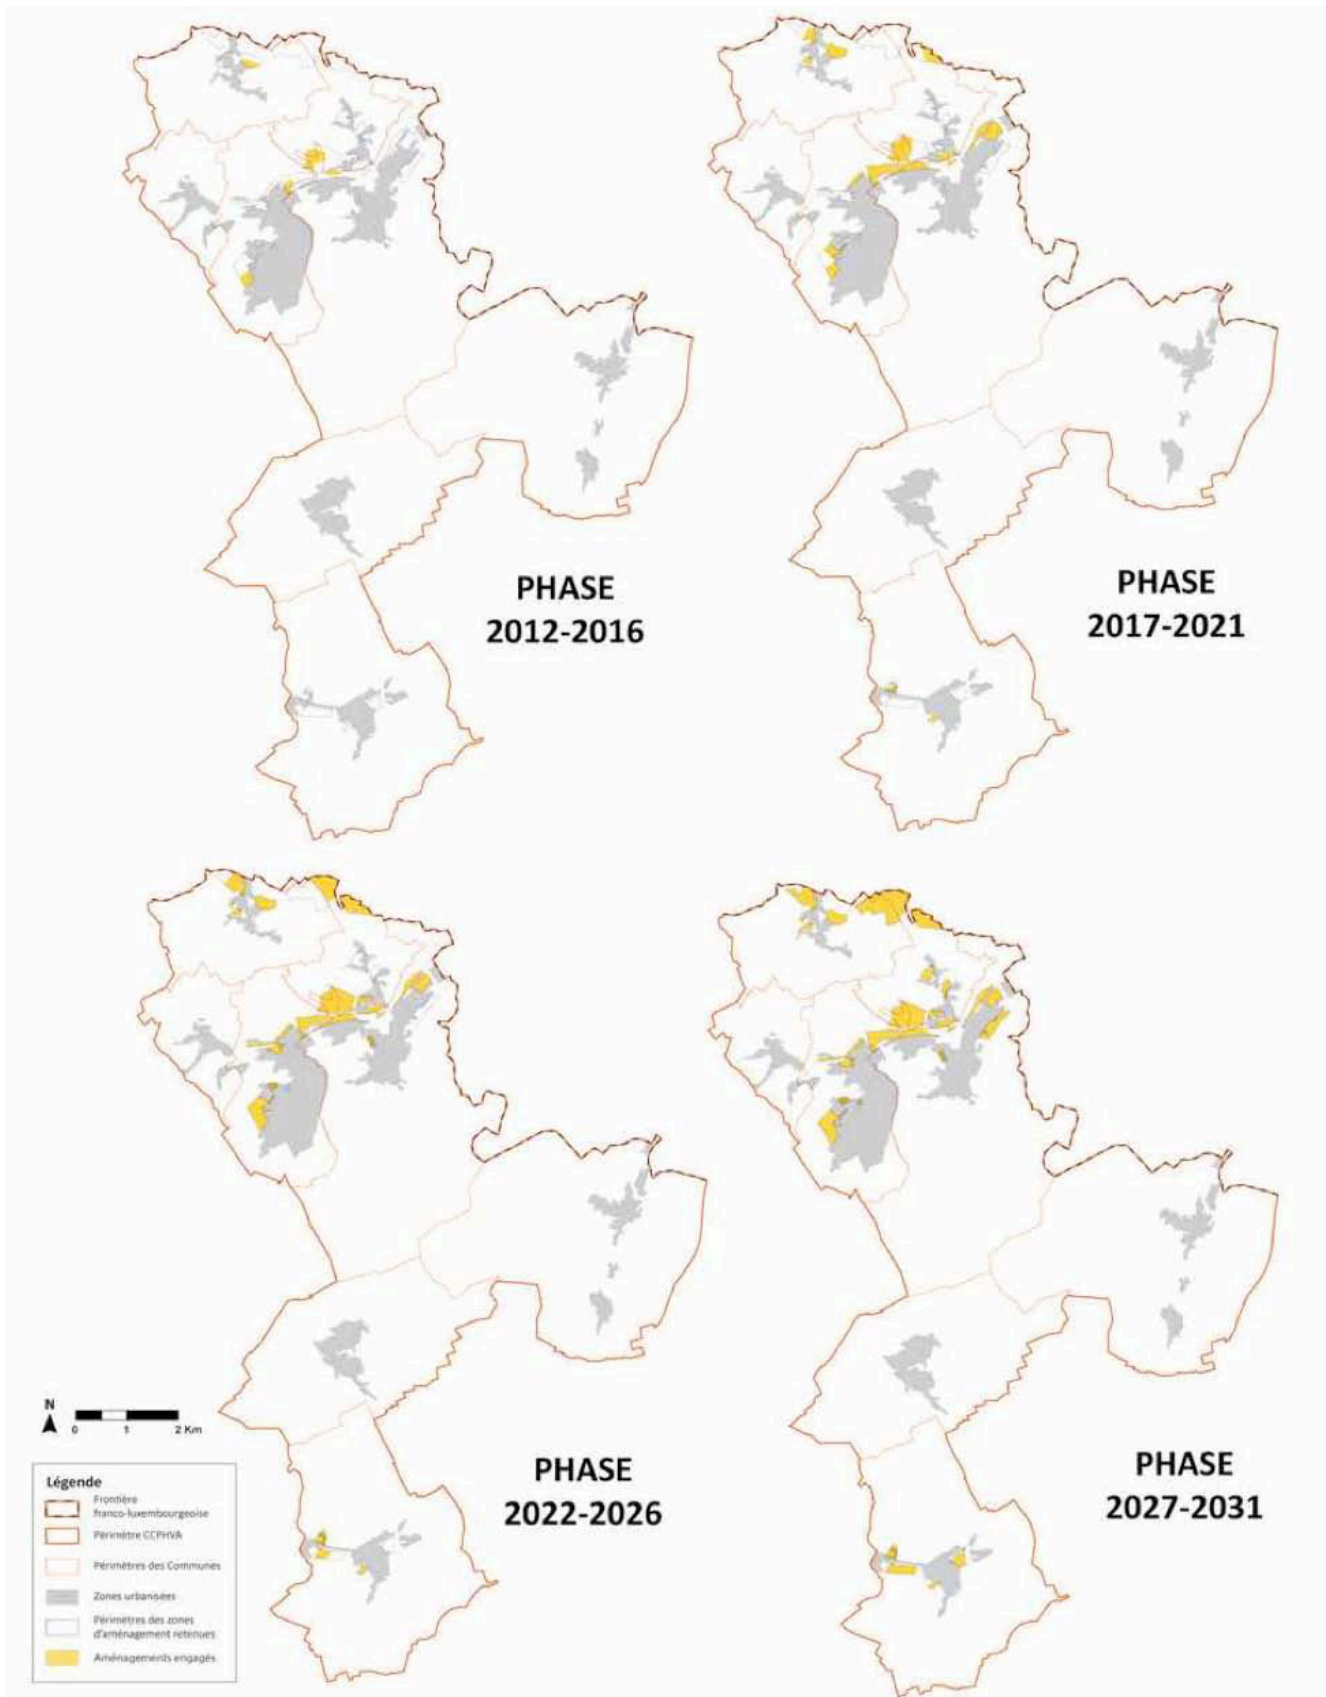 PHASE
2012-2016
PHASE
2017-2021
PHASE
2022-2026
PHASE
2027-2031
N
0 1 2 Km
Légende
Frontière
franco-luxembourgeoise
Périmètre CCPHVA
Périmètres des Communes
Zones urbanisées
Périmètres des zones
d'aménagement retenues
Aménagements engagés